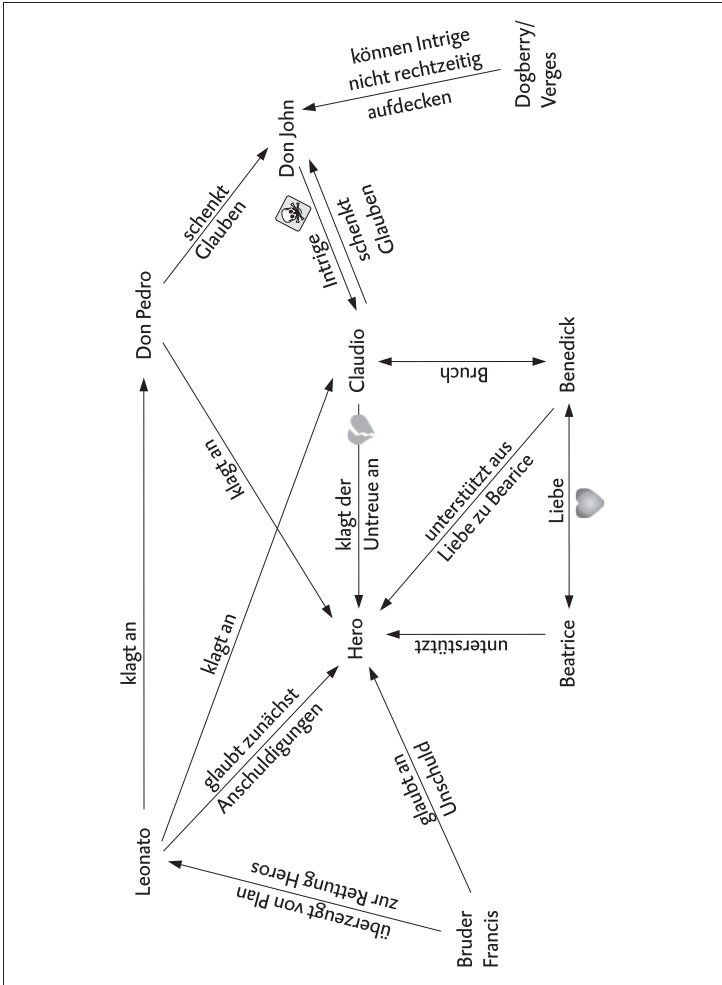 Leonato
klagt an
Don Pedro
schenkt
Glauben
Don John
können Intrige
nicht rechtzeitig
aufdecken
Dogberry/
Verges
klagt an
klagt an
Intrige
schenkt
Glauben
glaubt zunächst
Anschuldigungen
Hero
klagt der
Untreue an
Claudio
überzeugt von Plan
zur Rettung Heros
glaubt an
Unschuld
unterstützt
unterstützt aus
Liebe zu Bearice
Bruch
Bruder
Francis
Beatrice
Liebe
Benedick